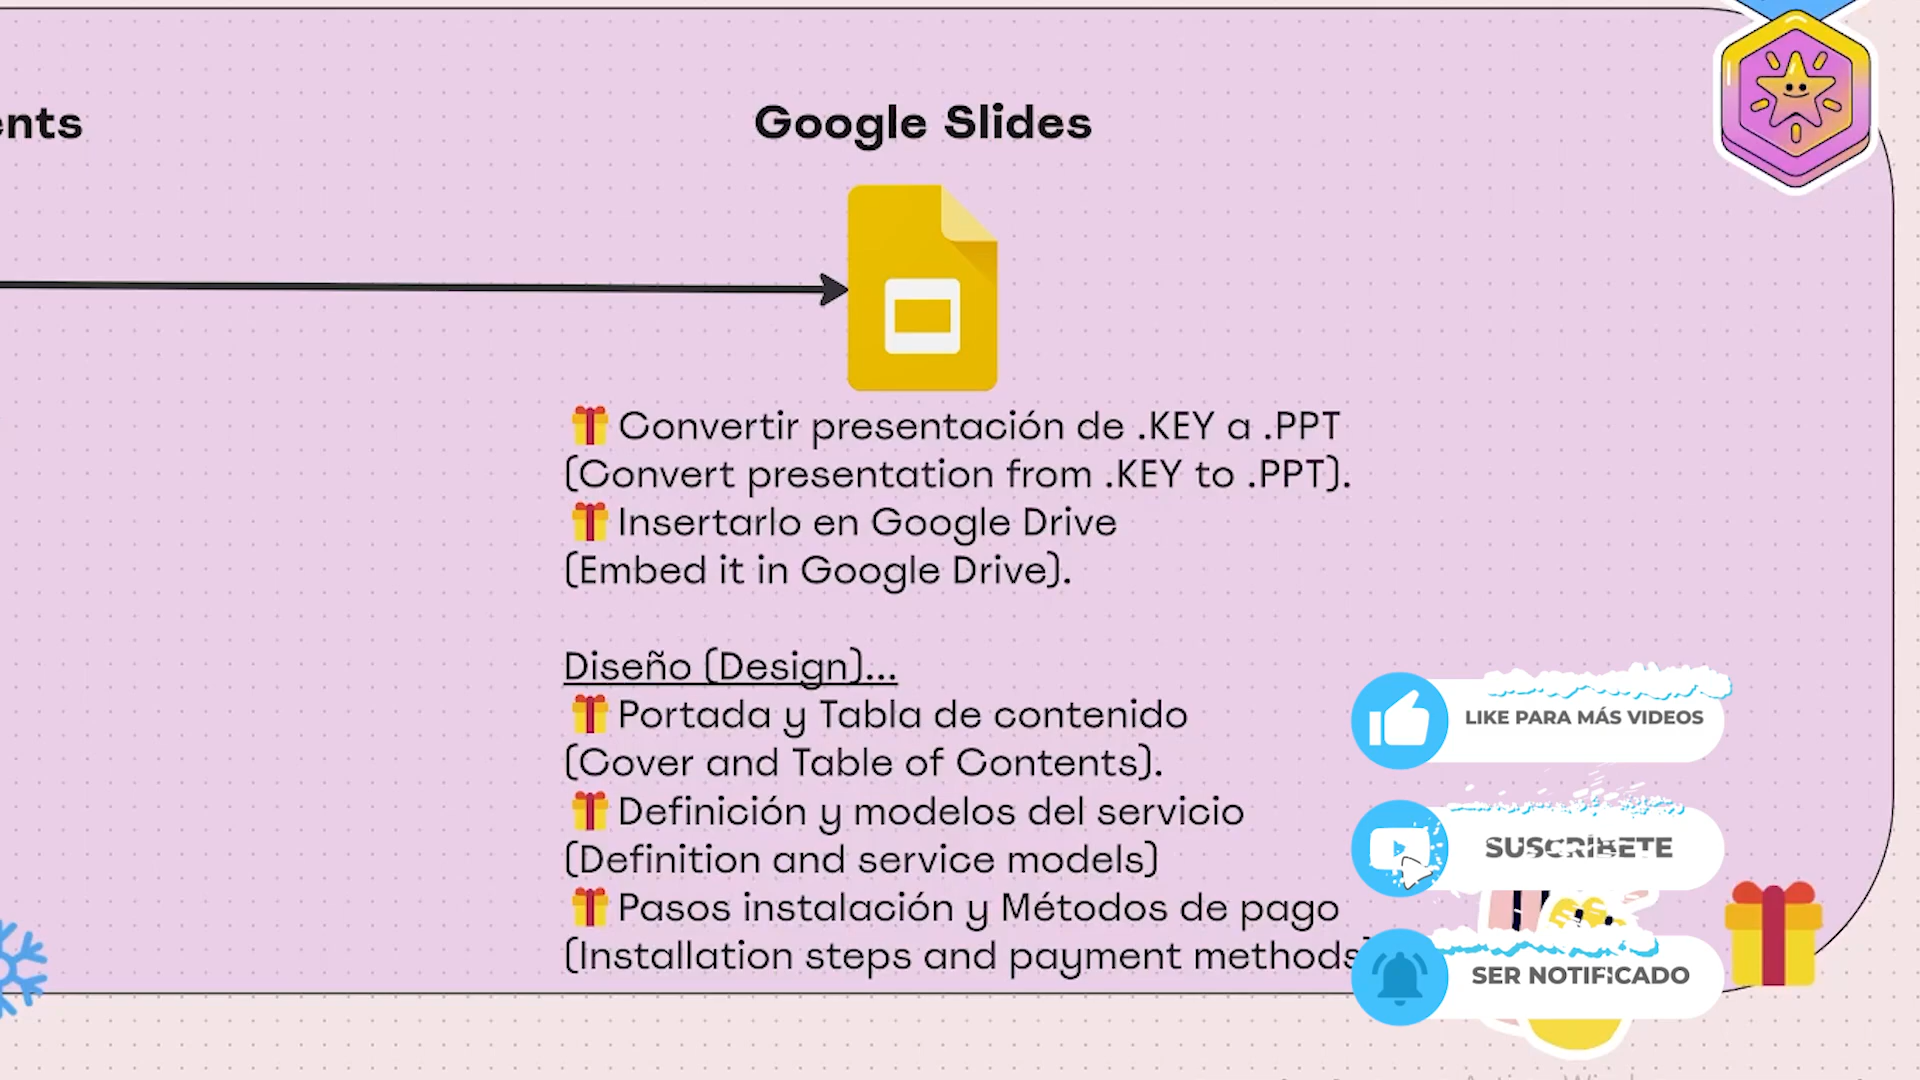 ents
Google Slides
Convertir presentación de .KEY a .PPT
(Convert presentation from .KEY to .PPT).
Insertarlo en Google Drive
(Embed it in Google Drive).
Diseño (Design)...
Portada y Tabla de contenido
(Cover and Table of Contents).
Definición y modelos del servicio
(Definition and service models)
Pasos instalación y Métodos de pago
(Installation steps and payment methods
LIKE PARA MÁS VIDEOS
SUSCRÍBETE
SER NOTIFICADO